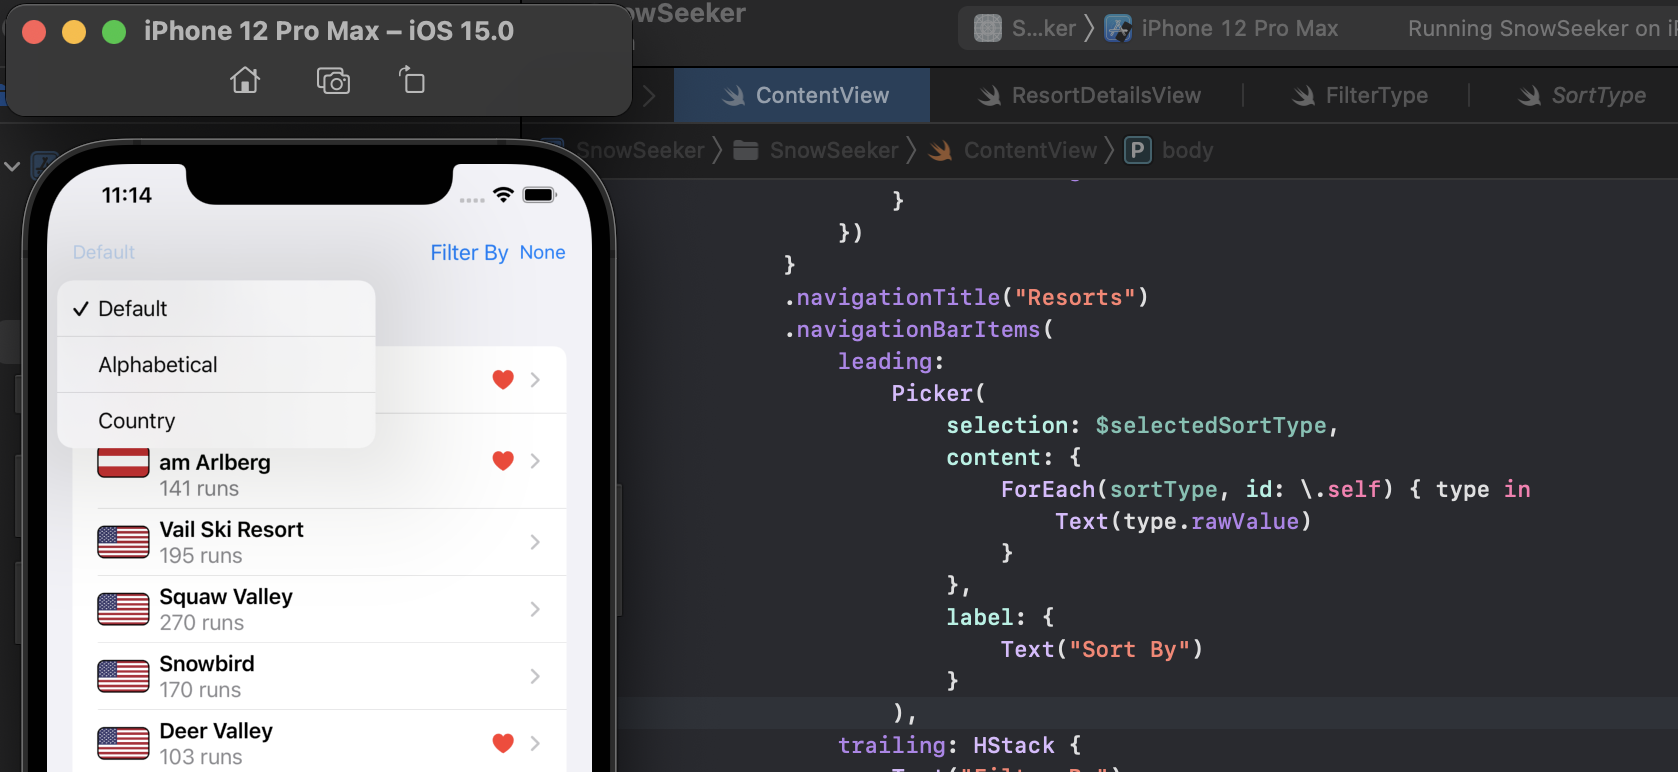 iPhone 12 Pro Max – iOS 15.0
S...ker
iPhone 12 Pro Max
Running SnowSeeker on
ContentView
ResortDetailsView
FilterType
SortType
SnowSeeker
SnowSeeker
ContentView
P
body
11:14
Default
Filter By
None
Default
Alphabetical
Country
am Arlberg
141 runs
Vail Ski Resort
195 runs
Squaw Valley
270 runs
Snowbird
170 runs
Deer Valley
103 runs
}
})
}
.navigationTitle("Resorts")
.navigationBarItems(
leading:
Picker(
selection: $selectedSortType,
content: {
ForEach(sortType, id: \.self) { type in
Text(type.rawValue)
}
},
label: {
Text("Sort By")
}
),
trailing: HStack {